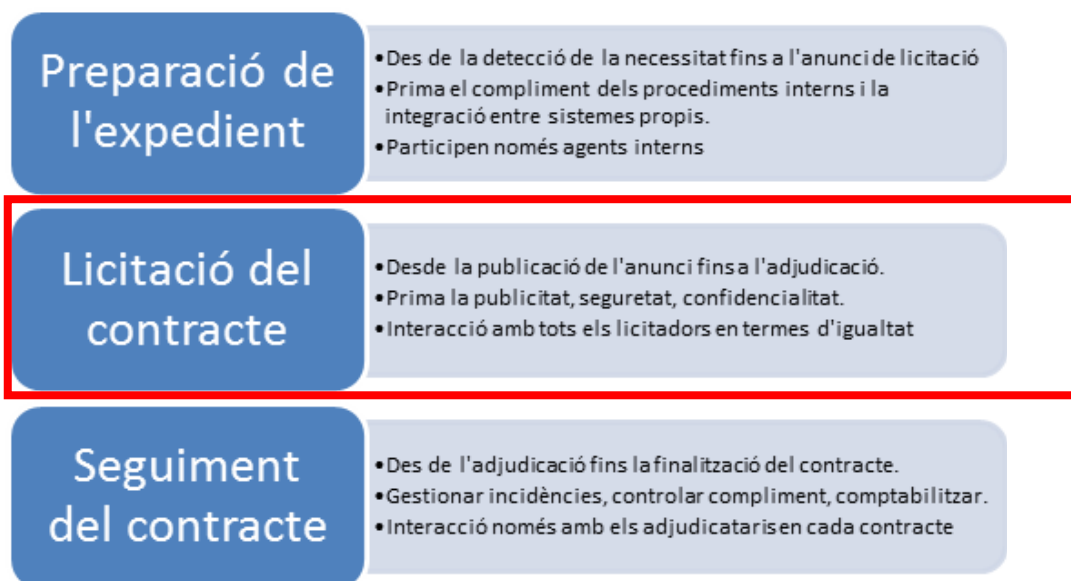 Preparació de
l'expedient
•Des de la detecció de la necessitat fins a l'anunci de licitació
•Prima el compliment dels procediments interns i la
integració entre sistemes propis.
•Participen només agents interns
Licitació del
contracte
•Desde la publicació de l'anunci fins a l'adjudicació.
•Prima la publicitat, seguretat, confidencialitat.
•Interacció amb tots els licitadors en termes d'igualtat
Seguiment
del contracte
•Des de l'adjudicació fins la finalització del contracte.
•Gestionar incidències, controlar compliment, comptabilitzar.
•Interacció només amb els adjudicataris en cada contracte